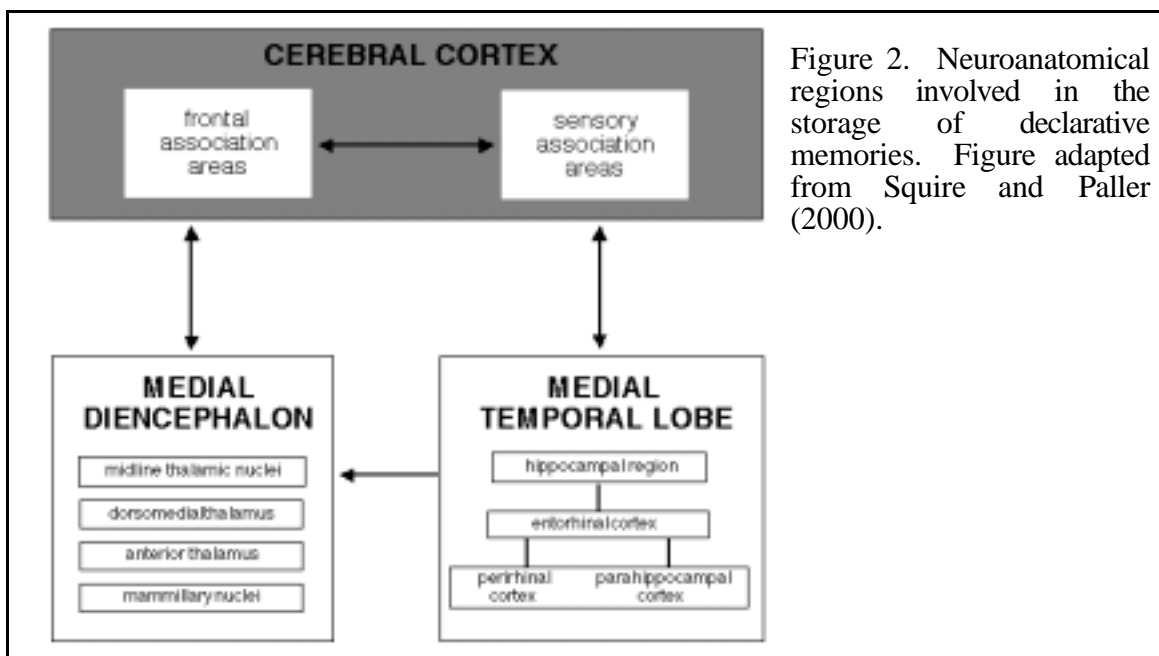 CEREBRAL CORTEX
frontal
association
areas
sensory
association
areas
Figure 2. Neuroanatomical
regions involved in the
storage of declarative
memories. Figure adapted
from Squire and Paller
(2000).
MEDIAL
DIENCEPHALON
midline thalamic nuclei
dorsomedial thalamus
anterior thalamus
mammillary nuclei
MEDIAL
TEMPORAL LOBE
hippocampal region
entorhinal cortex
perirhinal
cortex
parahippocampal
cortex